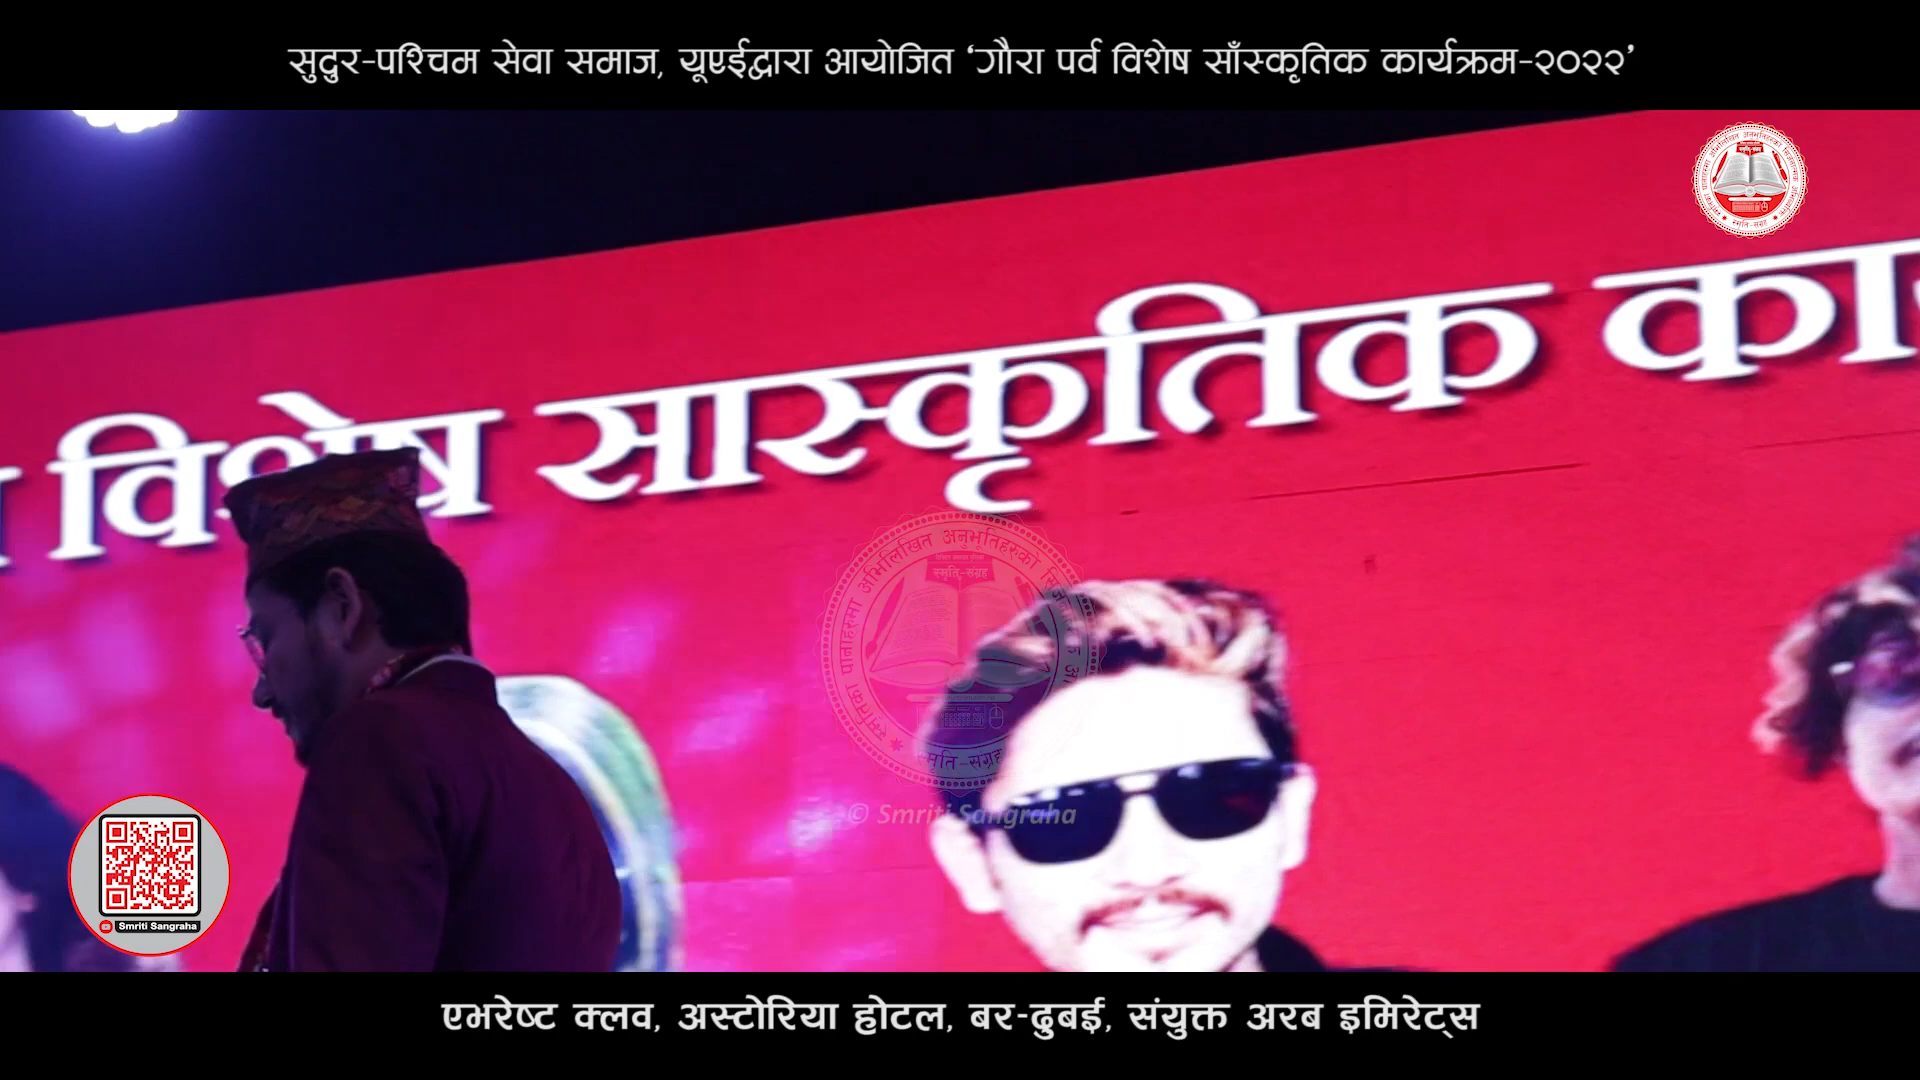 सुदुर-पश्चिम सेवा समाज, यूएईद्वारा आयोजित ‘गौरा पर्व विशेष साँस्कृतिक कार्यक्रम-२०२२’
विशेष सास्कृतिक
स्मृति-संग्रह
© Smriti Sangraha
Smriti Sangraha
एभरेष्ट क्लव, अस्टोरिया होटल, बर-दुबई, संयुक्त अरब इमिरेट्स